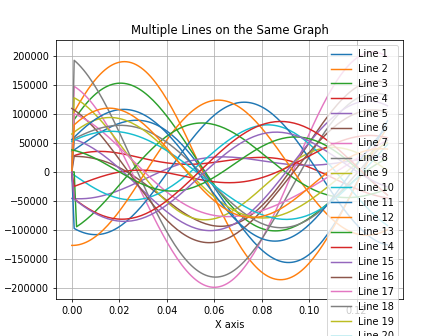 Multiple Lines on the Same Graph
200000
150000
100000
50000
0
−50000
−100000
−150000
−200000
0.00
0.02
0.04
0.06
0.08
0.10
X axis
Line 1
Line 2
Line 3
Line 4
Line 5
Line 6
Line 7
Line 8
Line 9
Line 10
Line 11
Line 12
Line 13
Line 14
Line 15
Line 16
Line 17
Line 18
Line 19
Line 20